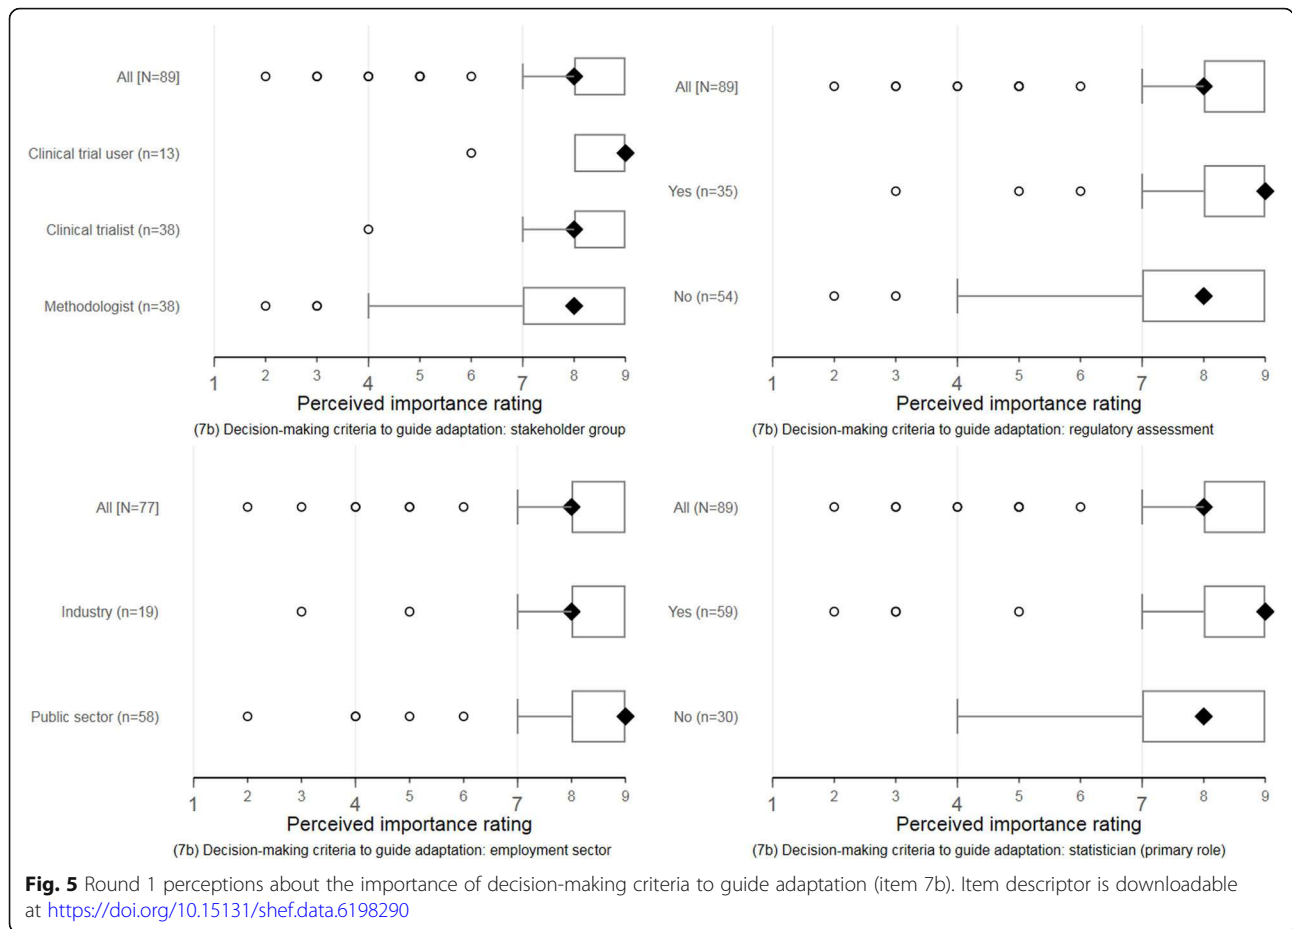 All [N=89]
Clinical trial user (n=13)
Clinical trialist (n=38)
Methodologist (n=38)
1 2 3 4 5 6 7 8 9
Perceived importance rating
(7b) Decision-making criteria to guide adaptation: stakeholder group
All [N=89]
Yes (n=35)
No (n=54)
1 2 3 4 5 6 7 8 9
Perceived importance rating
(7b) Decision-making criteria to guide adaptation: regulatory assessment
All [N=77]
Industry (n=19)
Public sector (n=58)
1 2 3 4 5 6 7 8 9
Perceived importance rating
(7b) Decision-making criteria to guide adaptation: employment sector
All (N=89)
Yes (n=59)
No (n=30)
1 2 3 4 5 6 7 8 9
Perceived importance rating
(7b) Decision-making criteria to guide adaptation: statistician (primary role)
Fig. 5 Round 1 perceptions about the importance of decision-making criteria to guide adaptation (item 7b). Item descriptor is downloadable
at https://doi.org/10.15131/shef.data.6198290